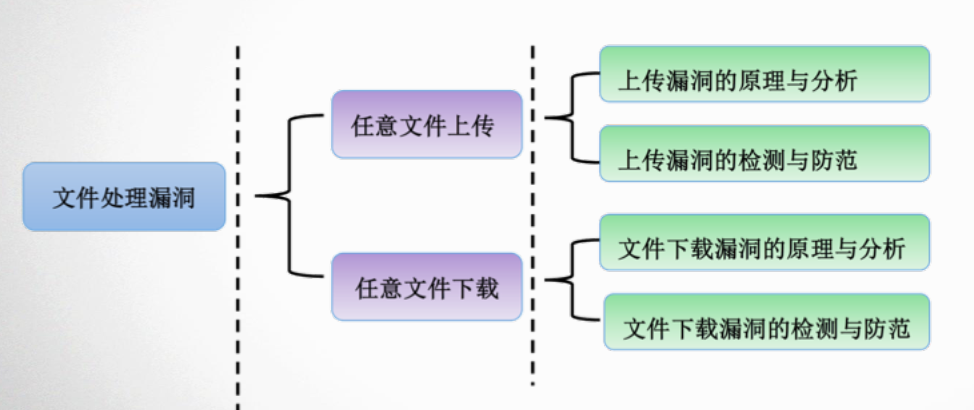 文件处理漏洞
任意文件上传
上传漏洞的原理与分析
上传漏洞的检测与防范
任意文件下载
文件下载漏洞的原理与分析
文件下载漏洞的检测与防范